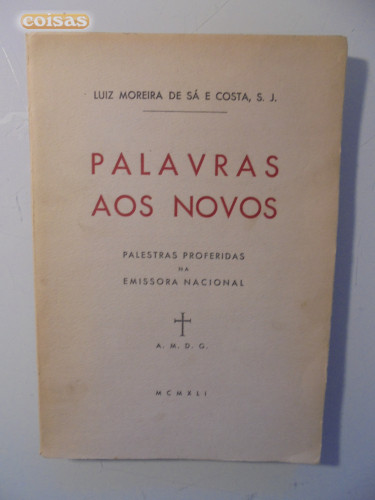 coisas
LUIZ MOREIRA DE SÁ E COSTA, S. J.
PALAVRAS
AOS NOVOS
PALESTRAS PROFERIDAS
NA
EMISSORA NACIONAL
A. M. D. G.
MCMXLI